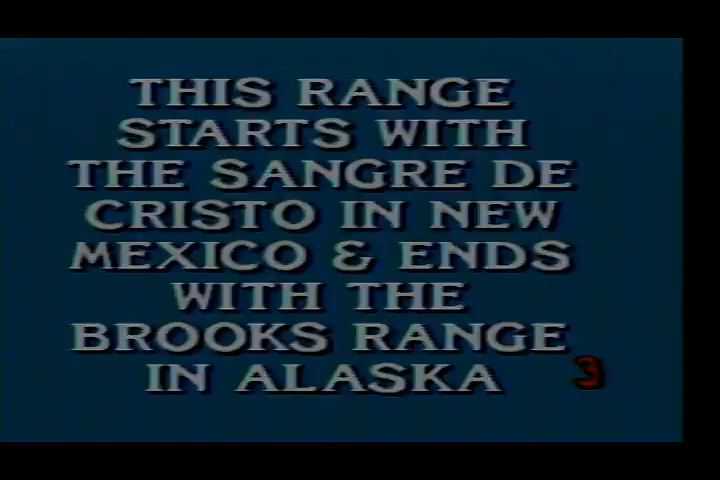 THIS RANGE
STARTS WITH
THE SANGRE DE
CRISTO IN NEW
MEXICO & ENDS
WITH THE
BROOKS RANGE
IN ALASKA 3